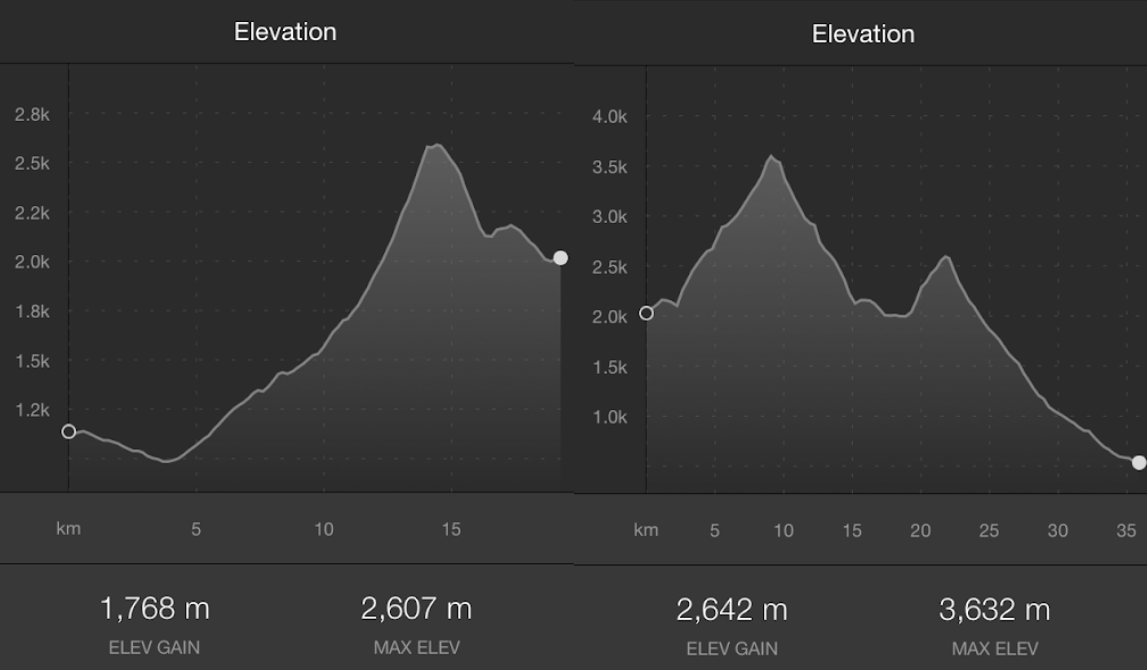 Elevation
2.8k
2.5k
2.2k
2.0k
1.8k
1.5k
1.2k
km 5 10 15
1,768 m 2,607 m
ELEV GAIN MAX ELEV
Elevation
4.0k
3.5k
3.0k
2.5k
2.0k
1.5k
1.0k
km 5 10 15 20 25 30 35
2,642 m 3,632 m
ELEV GAIN MAX ELEV